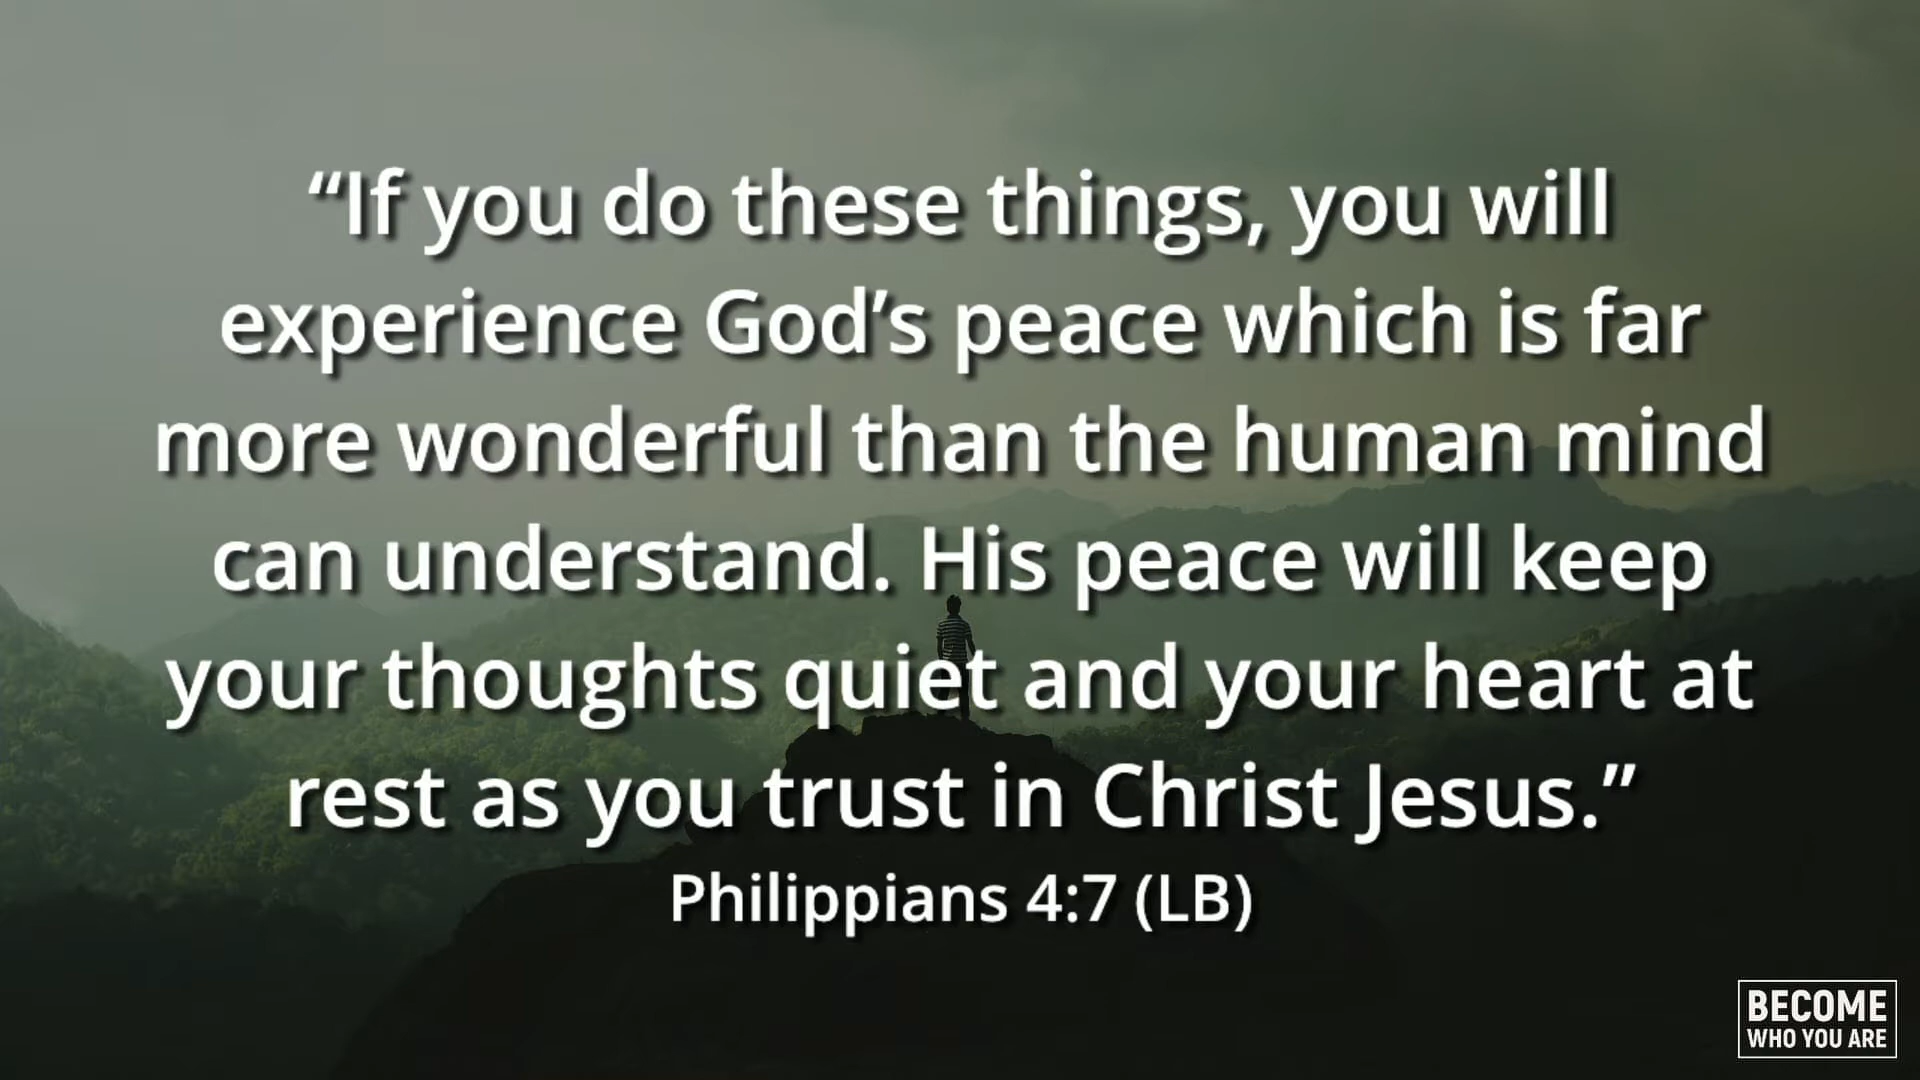 “If you do these things, you will
experience God’s peace which is far
more wonderful than the human mind
can understand. His peace will keep
your thoughts quiet and your heart at
rest as you trust in Christ Jesus.”
Philippians 4:7 (LB)
BECOME
WHO YOU ARE